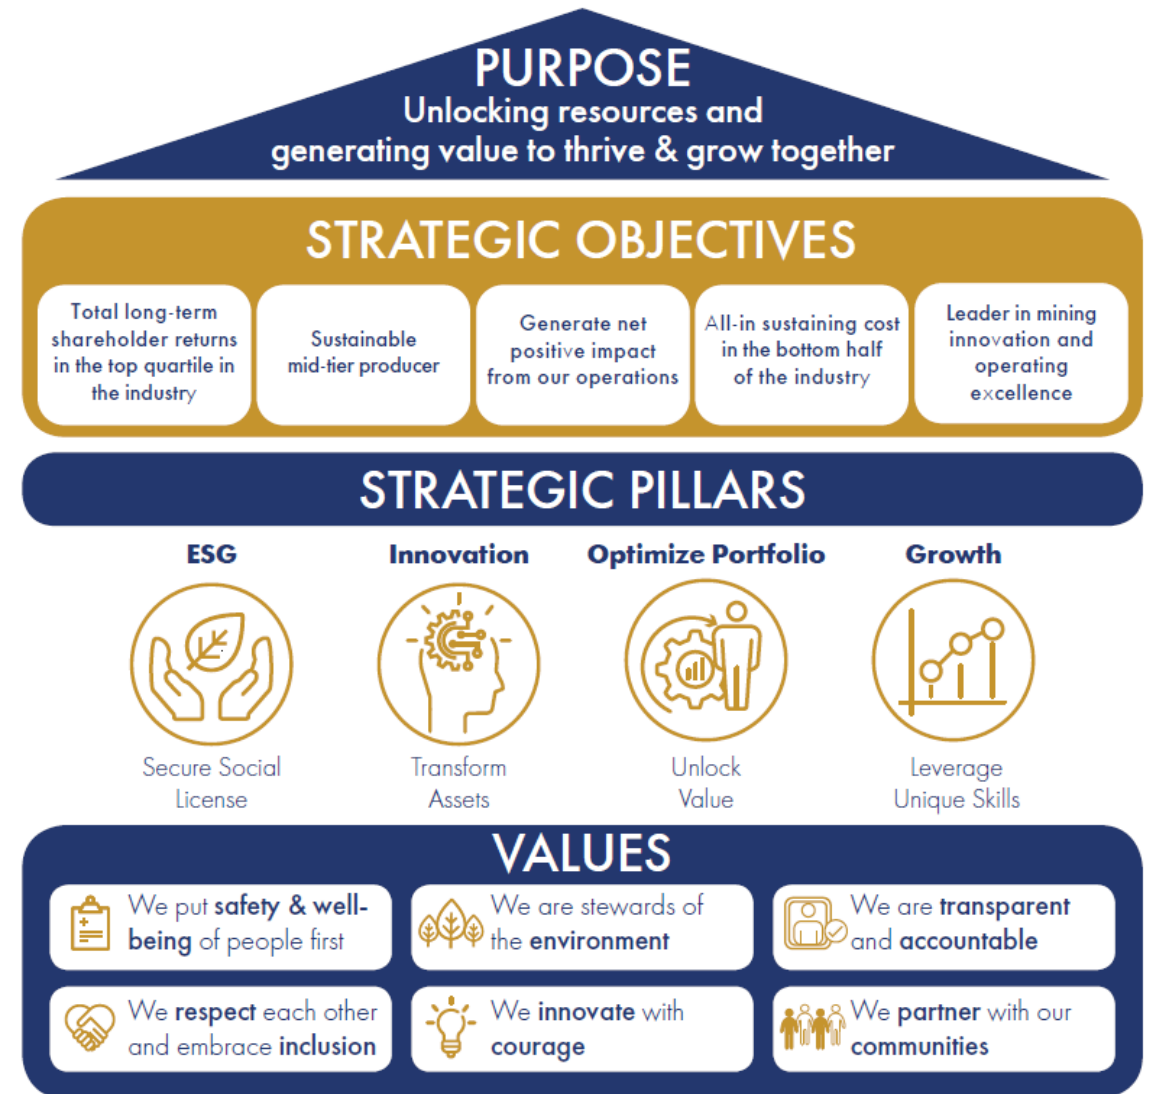 PURPOSE
Unlocking resources and
generating value to thrive & grow together
STRATEGIC OBJECTIVES
Total long-term
shareholder returns
in the top quartile in
the industry
Sustainable
mid-tier producer
Generate net
positive impact
from our operations
All-in sustaining cost
in the bottom half
of the industry
Leader in mining
innovation and
operating
excellence
STRATEGIC PILLARS
ESG
Secure Social
License
Innovation
Transform
Assets
Optimize Portfolio
Unlock
Value
Growth
Leverage
Unique Skills
VALUES
We put safety & well-
being of people first
We are stewards of
the environment
We are transparent
and accountable
We respect each other
and embrace inclusion
We innovate with
courage
We partner with our
communities